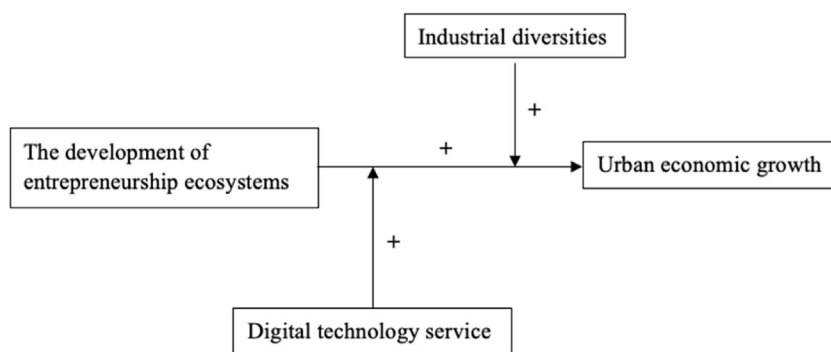 Industrial diversities
+
+
The development of
entrepreneurship ecosystems
Urban economic growth
+
Digital technology service